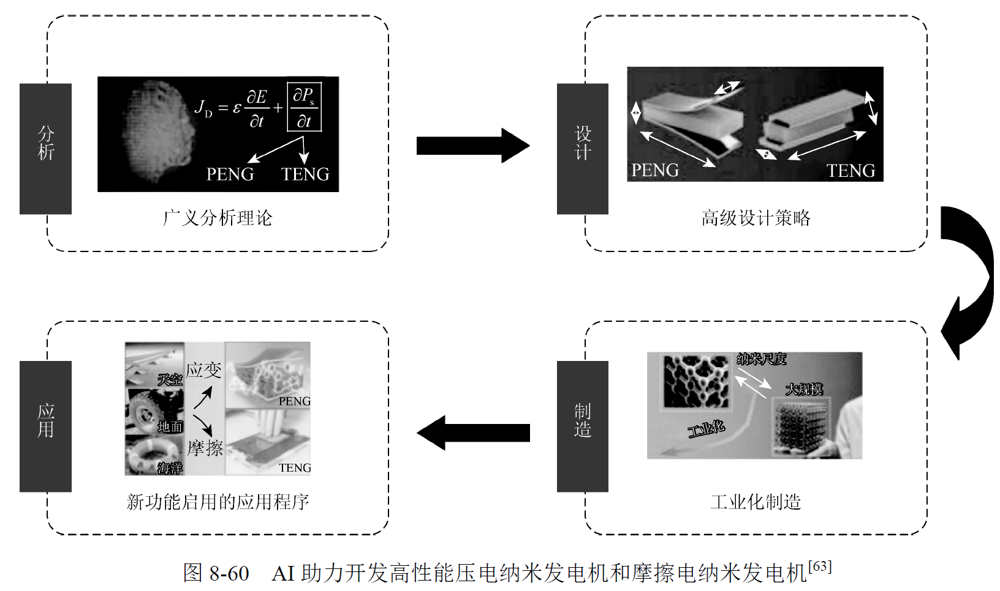 分析
J_D = ε ∂E/∂t + ∂P_s/∂t
PENG TENG
广义分析理论
设计
PENG TENG
高级设计策略
应用
天空
地面
海洋
应变
摩擦
PENG
TENG
新功能启用的应用程序
制造
纳米尺度
大规模
工业化
工业化制造
图 8-60 AI 助力开发高性能压电纳米发电机和摩擦电纳米发电机[63]